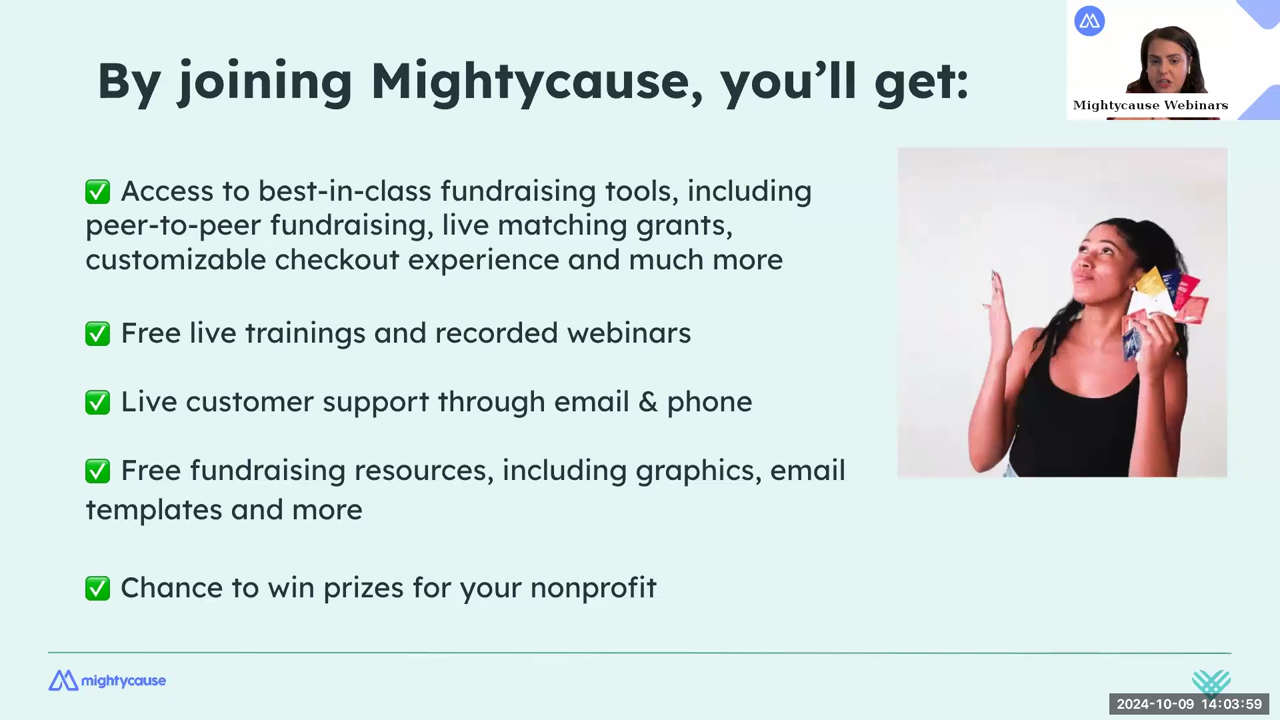 By joining Mightycause, you’ll get:
Mightycause Webinars
✅ Access to best-in-class fundraising tools, including
peer-to-peer fundraising, live matching grants,
customizable checkout experience and much more
✅ Free live trainings and recorded webinars
✅ Live customer support through email & phone
✅ Free fundraising resources, including graphics, email
templates and more
✅ Chance to win prizes for your nonprofit
mightycause
2024-10-09 14:03:59